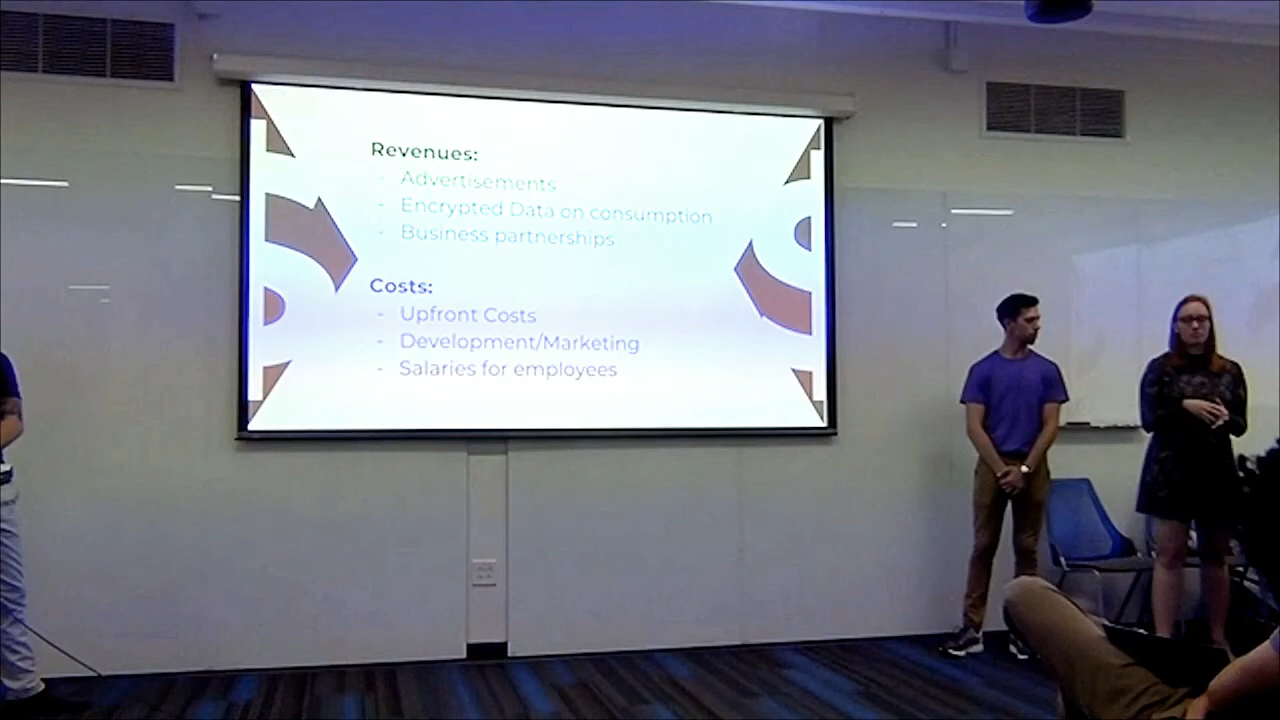 Revenues:
- Advertisements
- Encrypted Data on consumption
- Business partnerships
Costs:
- Upfront Costs
- Development/Marketing
- Salaries for employees